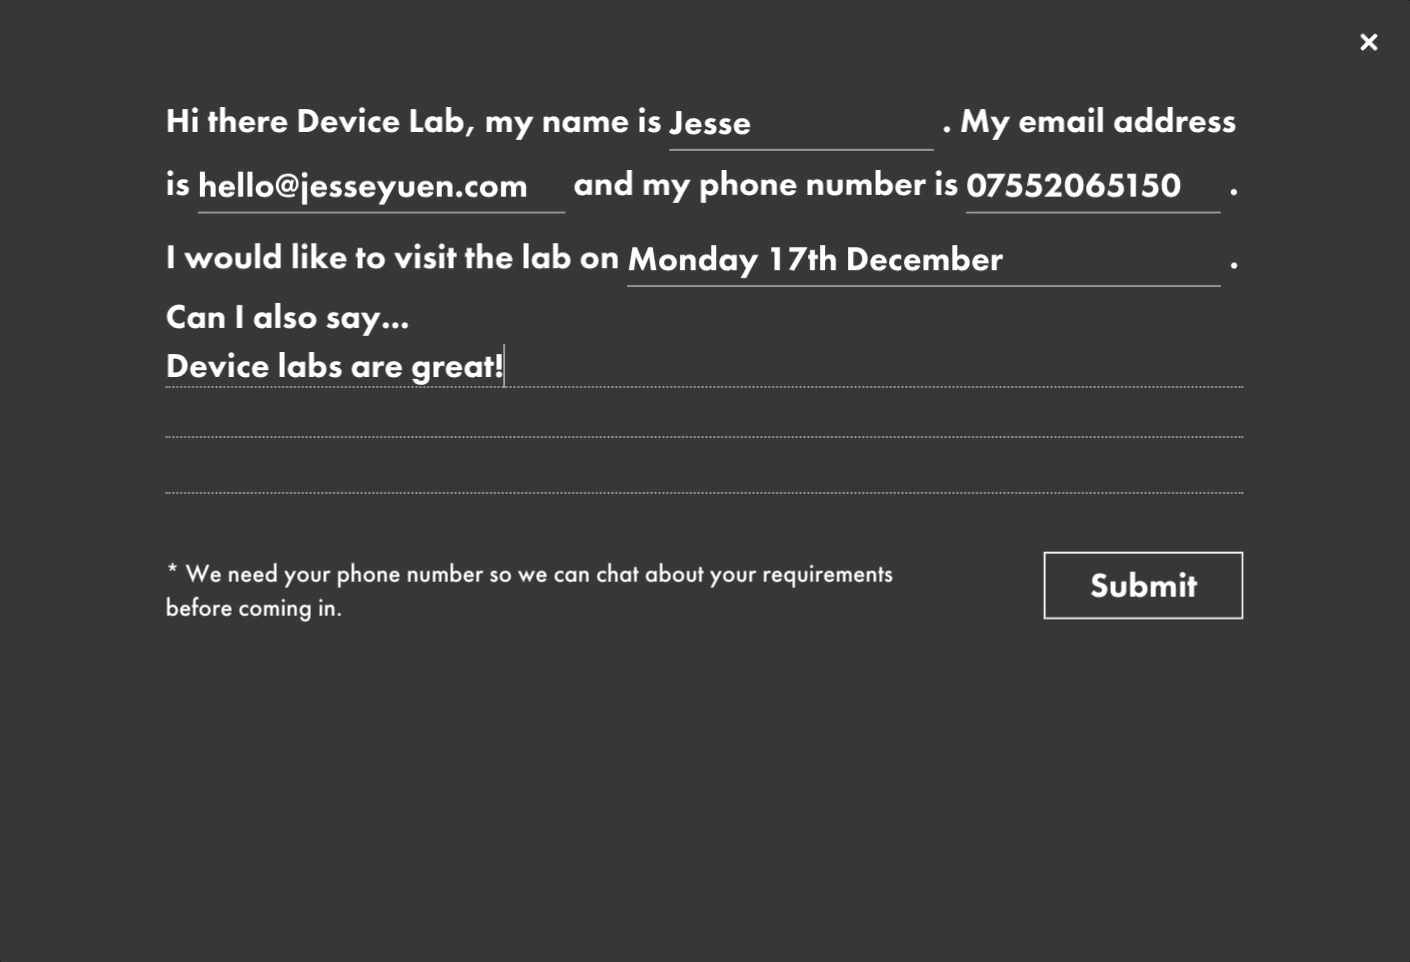 Hi there Device Lab, my name is Jesse . My email address
is hello@jesseyuen.com and my phone number is 07552065150 .
I would like to visit the lab on Monday 17th December .
Can I also say...
Device labs are great!
* We need your phone number so we can chat about your requirements
before coming in.
Submit